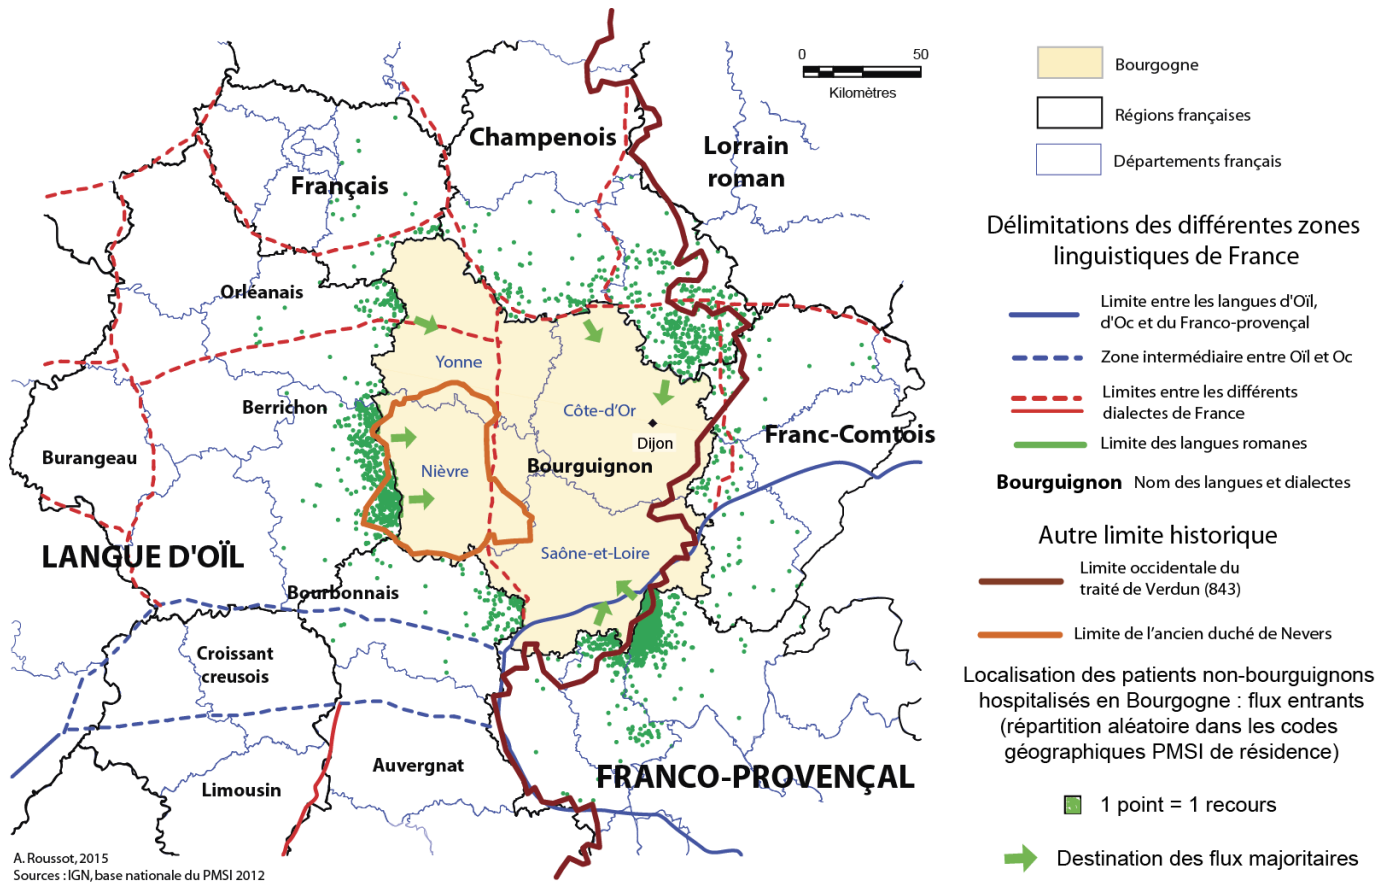 0
50
Kilomètres
Champenois
Lorrain
roman
Français
Orléanais
Yonne
Berrichon
Côte-d'Or
Dijon
Franc-Comtois
Burangeau
Nièvre
Bourguignon
LANGUE D'OÏL
Saône-et-Loire
Bourbonnais
Croissant
creusois
Auvergnat
FRANCO-PROVENÇAL
Limousin
A. Roussot, 2015
Sources : IGN, base nationale du PMSI 2012
Bourgogne
Régions françaises
Départements français
Délimitations des différentes zones
linguistiques de France
Limite entre les langues d'Oïl,
d'Oc et du Franco-provençal
Zone intermédiaire entre Oïl et Oc
Limites entre les différents
dialectes de France
Limite des langues romanes
Bourguignon Nom des langues et dialectes
Autre limite historique
Limite occidentale du
traité de Verdun (843)
Limite de l'ancien duché de Nevers
Localisation des patients non-bourguignons
hospitalisés en Bourgogne : flux entrants
(répartition aléatoire dans les codes
géographiques PMSI de résidence)
1 point = 1 recours
Destination des flux majoritaires